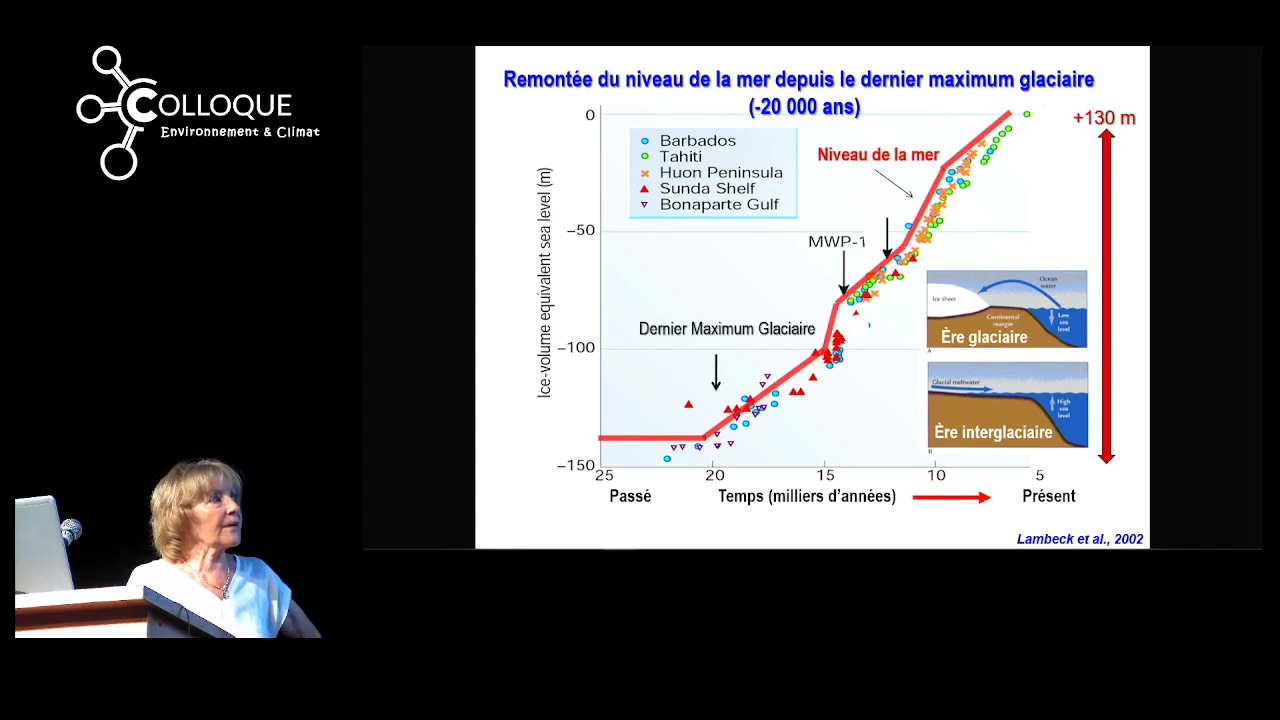 COLLOQUE
Environnement & Climat
Remontée du niveau de la mer depuis le dernier maximum glaciaire
(-20 000 ans)
+130 m
0
−50
−100
−150
Ice-volume equivalent sea level (m)
Barbados
Tahiti
Huon Peninsula
Sunda Shelf
Bonaparte Gulf
Niveau de la mer
MWP-1
Dernier Maximum Glaciaire
Ocean
water
Ice sheet
Continental
margin
Low
sea
level
Ère glaciaire
A
Glacial meltwater
High
sea
level
Ère interglaciaire
B
25
20
15
10
5
Passé
Temps (milliers d'années)
Présent
Lambeck et al., 2002